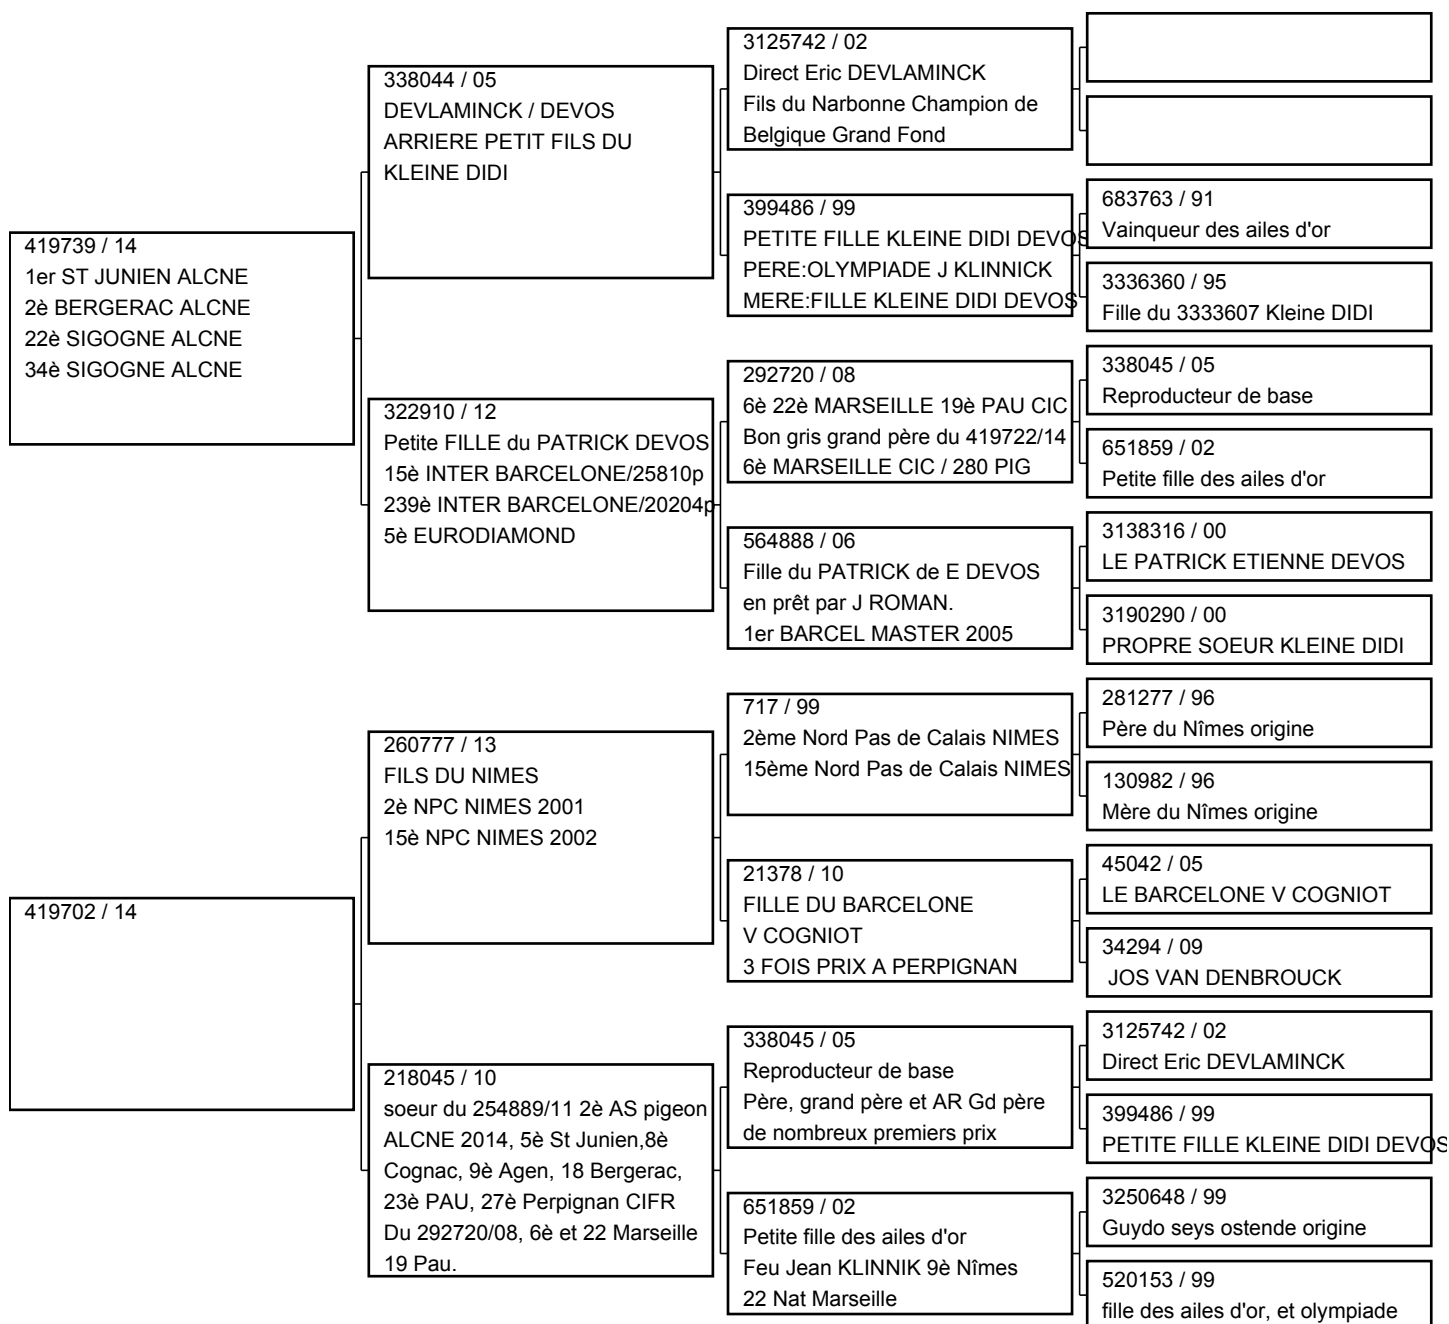 419739 / 14
1er ST JUNIEN ALCNE
2è BERGERAC ALCNE
22è SIGOGNE ALCNE
34è SIGOGNE ALCNE
419702 / 14
338044 / 05
DEVLAMINCK / DEVOS
ARRIERE PETIT FILS DU
KLEINE DIDI
322910 / 12
Petite FILLE du PATRICK DEVOS
15è INTER BARCELONE/25810p
239è INTER BARCELONE/20204p
5è EURODIAMOND
260777 / 13
FILS DU NIMES
2è NPC NIMES 2001
15è NPC NIMES 2002
218045 / 10
soeur du 254889/11 2è AS pigeon
ALCNE 2014, 5è St Junien,8è
Cognac, 9è Agen, 18 Bergerac,
23è PAU, 27è Perpignan CIFR
Du 292720/08, 6è et 22 Marseille
19 Pau.
3125742 / 02
Direct Eric DEVLAMINCK
Fils du Narbonne Champion de
Belgique Grand Fond
399486 / 99
PETITE FILLE KLEINE DIDI DEVOS
PERE:OLYMPIADE J KLINNICK
MERE:FILLE KLEINE DIDI DEVOS
292720 / 08
6è 22è MARSEILLE 19è PAU CIC
Bon gris grand père du 419722/14
6è MARSEILLE CIC / 280 PIG
564888 / 06
Fille du PATRICK de E DEVOS
en prêt par J ROMAN.
1er BARCEL MASTER 2005
717 / 99
2ème Nord Pas de Calais NIMES
15ème Nord Pas de Calais NIMES
21378 / 10
FILLE DU BARCELONE
V COGNIOT
3 FOIS PRIX A PERPIGNAN
338045 / 05
Reproducteur de base
Père, grand père et AR Gd père
de nombreux premiers prix
651859 / 02
Petite fille des ailes d'or
Feu Jean KLINNIK 9è Nîmes
22 Nat Marseille
683763 / 91
Vainqueur des ailes d'or
3336360 / 95
Fille du 3333607 Kleine DIDI
338045 / 05
Reproducteur de base
651859 / 02
Petite fille des ailes d'or
3138316 / 00
LE PATRICK ETIENNE DEVOS
3190290 / 00
PROPRE SOEUR KLEINE DIDI
281277 / 96
Père du Nîmes origine
130982 / 96
Mère du Nîmes origine
45042 / 05
LE BARCELONE V COGNIOT
34294 / 09
JOS VAN DENBROUCK
3125742 / 02
Direct Eric DEVLAMINCK
399486 / 99
PETITE FILLE KLEINE DIDI DEVOS
3250648 / 99
Guydo seys ostende origine
520153 / 99
fille des ailes d'or, et olympiade